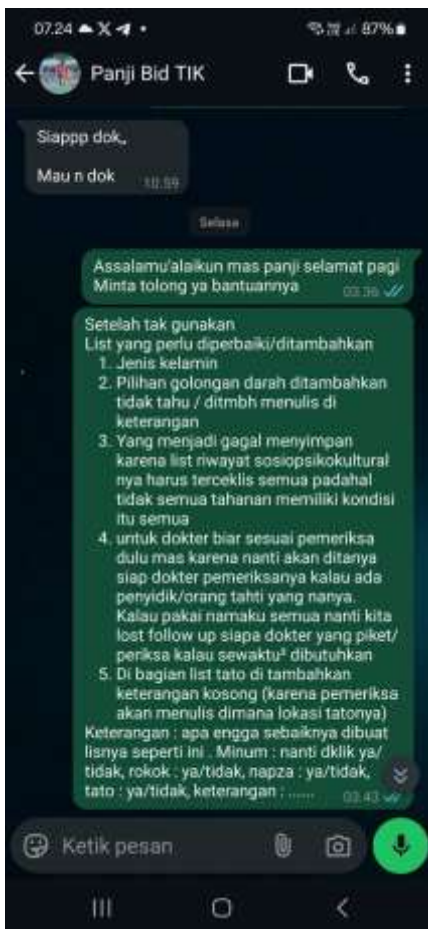 07.24
87%
Panji Bid TIK
Siappp dok,,
Mau n dok
10.59
Selasa
Assalamu'alaikun mas panji selamat pagi
Minta tolong ya bantuannya
03.36
Setelah tak gunakan
List yang perlu diperbaiki/ditambahkan
1. Jenis kelamin
2. Pilihan golongan darah ditambahkan
tidak tahu / ditmbh menulis di
keterangan
3. Yang menjadi gagal menyimpan
karena list riwayat sosiopsikokultural
nya harus terceklis semua padahal
tidak semua tahanan memiliki kondisi
itu semua
4. untuk dokter biar sesuai pemeriksa
dulu mas karena nanti akan ditanya
siap dokter pemeriksanya kalau ada
penyidik/orang tahti yang nanya.
Kalau pakai namaku semua nanti kita
lost follow up siapa dokter yang piket/
periksa kalau sewaktu² dibutuhkan
5. Di bagian list tato di tambahkan
keterangan kosong (karena pemeriksa
akan menulis dimana lokasi tatonya)
Keterangan : apa engga sebaiknya dibuat
lisnya seperti ini . Minum : nanti dklik ya/
tidak, rokok : ya/tidak, napza : ya/tidak,
tato : ya/tidak, keterangan : ......
03.43
Ketik pesan